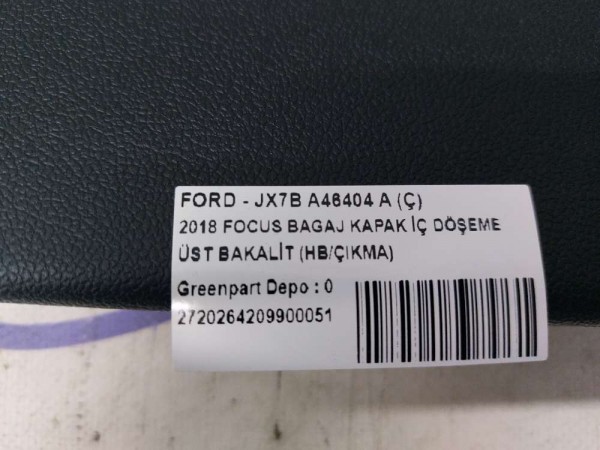 FORD - JX7B A46404 A (Ç)
2018 FOCUS BAGAJ KAPAK İÇ DÖŞEME
ÜST BAKALİT (HB/ÇIKMA)
Greenpart Depo : 0
2720264209900051